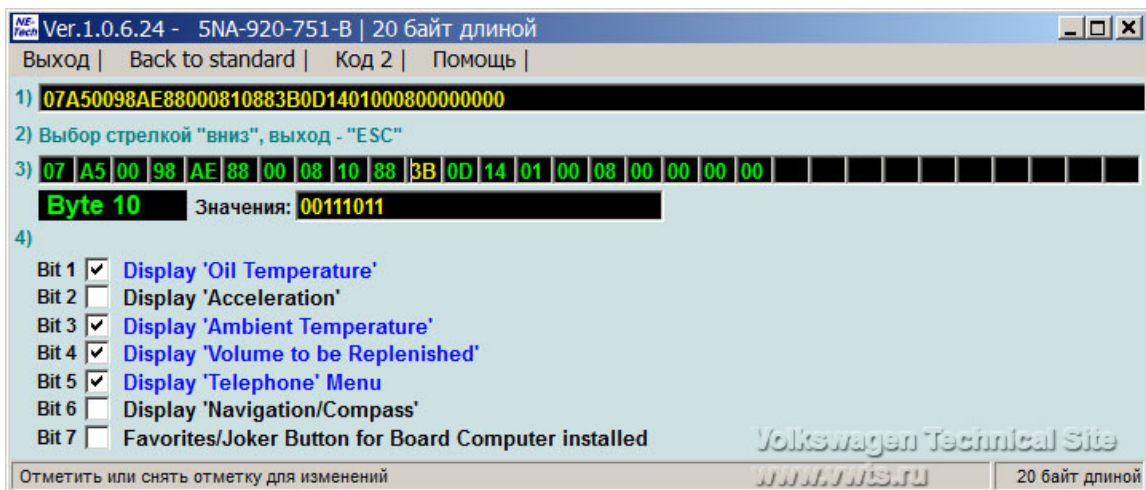 NE-Tech Ver.1.0.6.24 - 5NA-920-751-B | 20 байт длиной
Выход | Back to standard | Код 2 | Помощь |
1) 07A50098AE88000810883B0D1401000800000000
2) Выбор стрелкой "вниз", выход - "ESC"
3) 07 A5 00 98 AE 88 00 08 10 88 3B 0D 14 01 00 08 00 00 00 00
Byte 10 Значения: 00111011
4)
Bit 1 Display 'Oil Temperature'
Bit 2 Display 'Acceleration'
Bit 3 Display 'Ambient Temperature'
Bit 4 Display 'Volume to be Replenished'
Bit 5 Display 'Telephone' Menu
Bit 6 Display 'Navigation/Compass'
Bit 7 Favorites/Joker Button for Board Computer installed
Volkswagen Technical Site
www.vwts.ru
Отметить или снять отметку для изменений 20 байт длиной